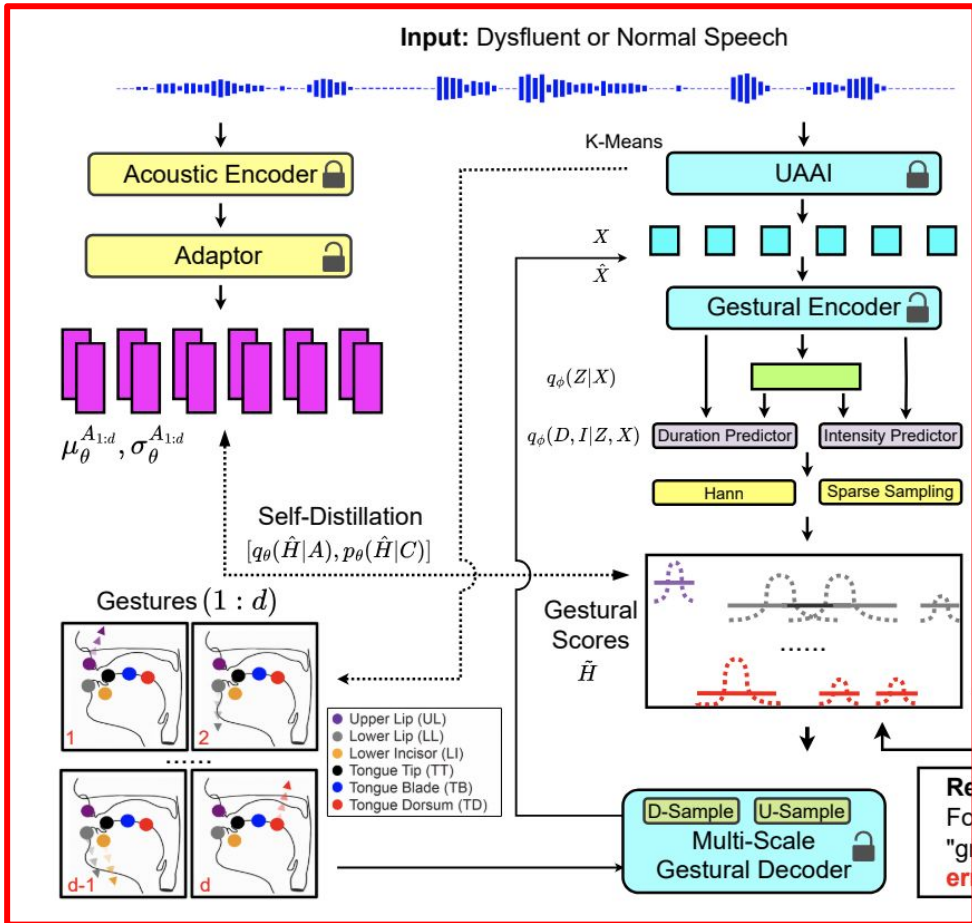 Input: Dysfluent or Normal Speech
K-Means
Acoustic Encoder
UAAI
Adaptor
X
X̂
Gestural Encoder
q_ϕ(Z|X)
μ_θ^{A_{1:d}}, σ_θ^{A_{1:d}}
q_ϕ(D, I|Z, X)
Duration Predictor
Intensity Predictor
Hann
Sparse Sampling
Self-Distillation
[q_θ(Ĥ|A), p_θ(Ĥ|C)]
Gestures (1 : d)
Gestural
Scores
H̃
......
1
2
......
d-1
d
Upper Lip (UL)
Lower Lip (LL)
Lower Incisor (LI)
Tongue Tip (TT)
Tongue Blade (TB)
Tongue Dorsum (TD)
D-Sample
U-Sample
Multi-Scale
Gestural Decoder